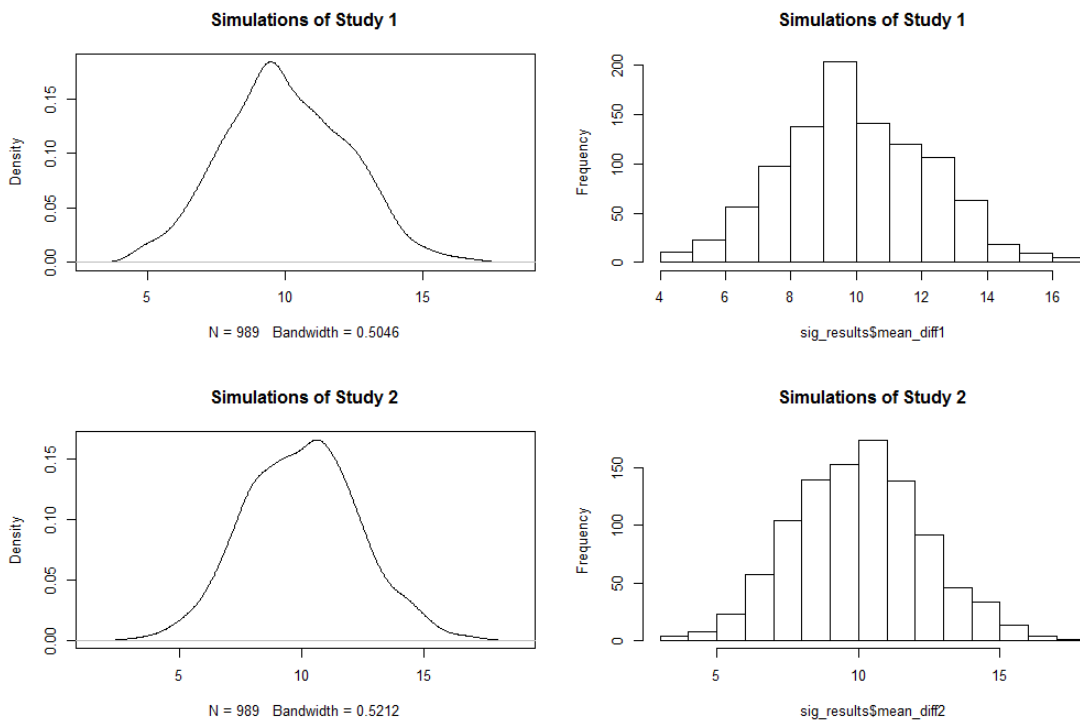 Simulations of Study 1
Density
0.00 0.05 0.10 0.15
5 10 15
N = 989 Bandwidth = 0.5046
Simulations of Study 1
Frequency
0 50 100 150 200
4 6 8 10 12 14 16
sig_results$mean_diff1
Simulations of Study 2
Density
0.00 0.05 0.10 0.15
5 10 15
N = 989 Bandwidth = 0.5212
Simulations of Study 2
Frequency
0 50 100 150
5 10 15
sig_results$mean_diff2